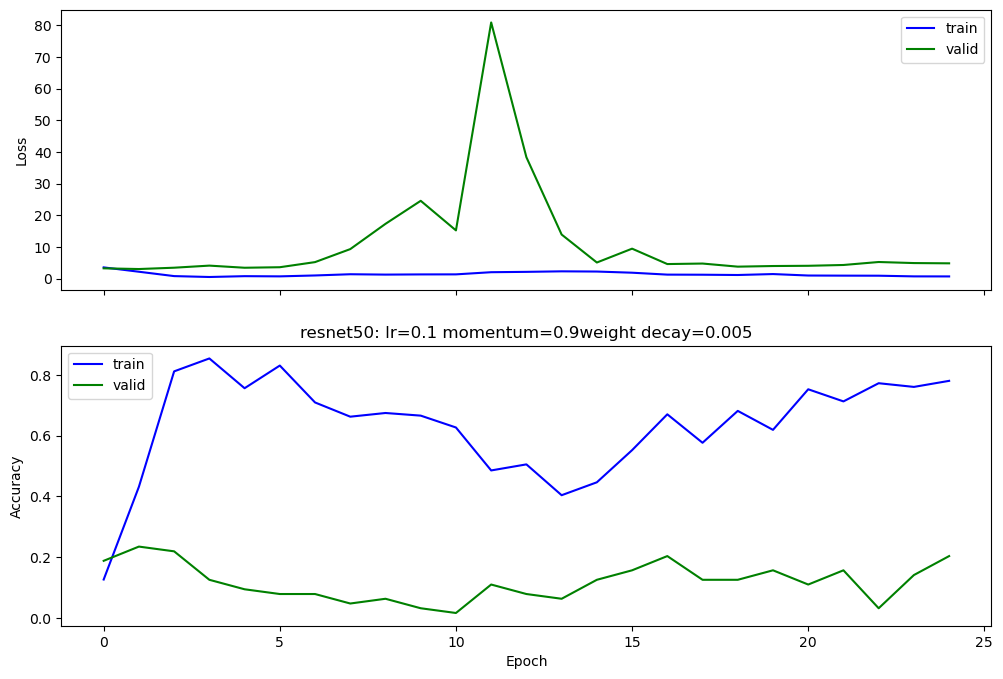 80
70
60
50
40
30
20
10
0
Loss
train
valid
resnet50: lr=0.1 momentum=0.9weight decay=0.005
0.8
0.6
0.4
0.2
0.0
Accuracy
train
valid
0 5 10 15 20 25
Epoch